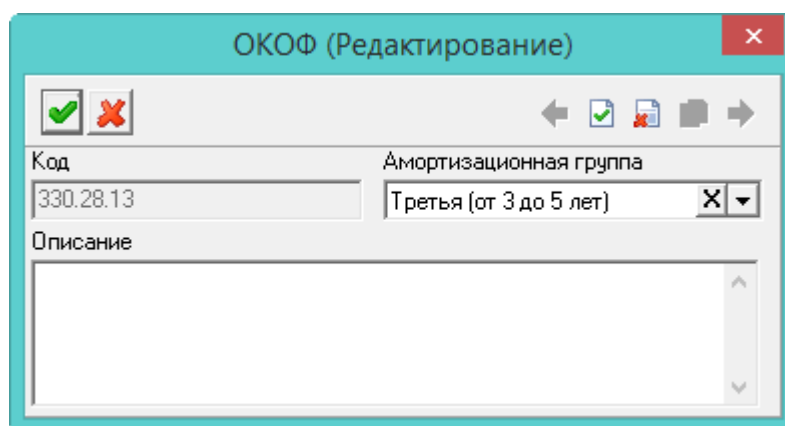 ОКОФ (Редактирование)
Код
Амортизационная группа
330.28.13
Третья (от 3 до 5 лет)
Описание